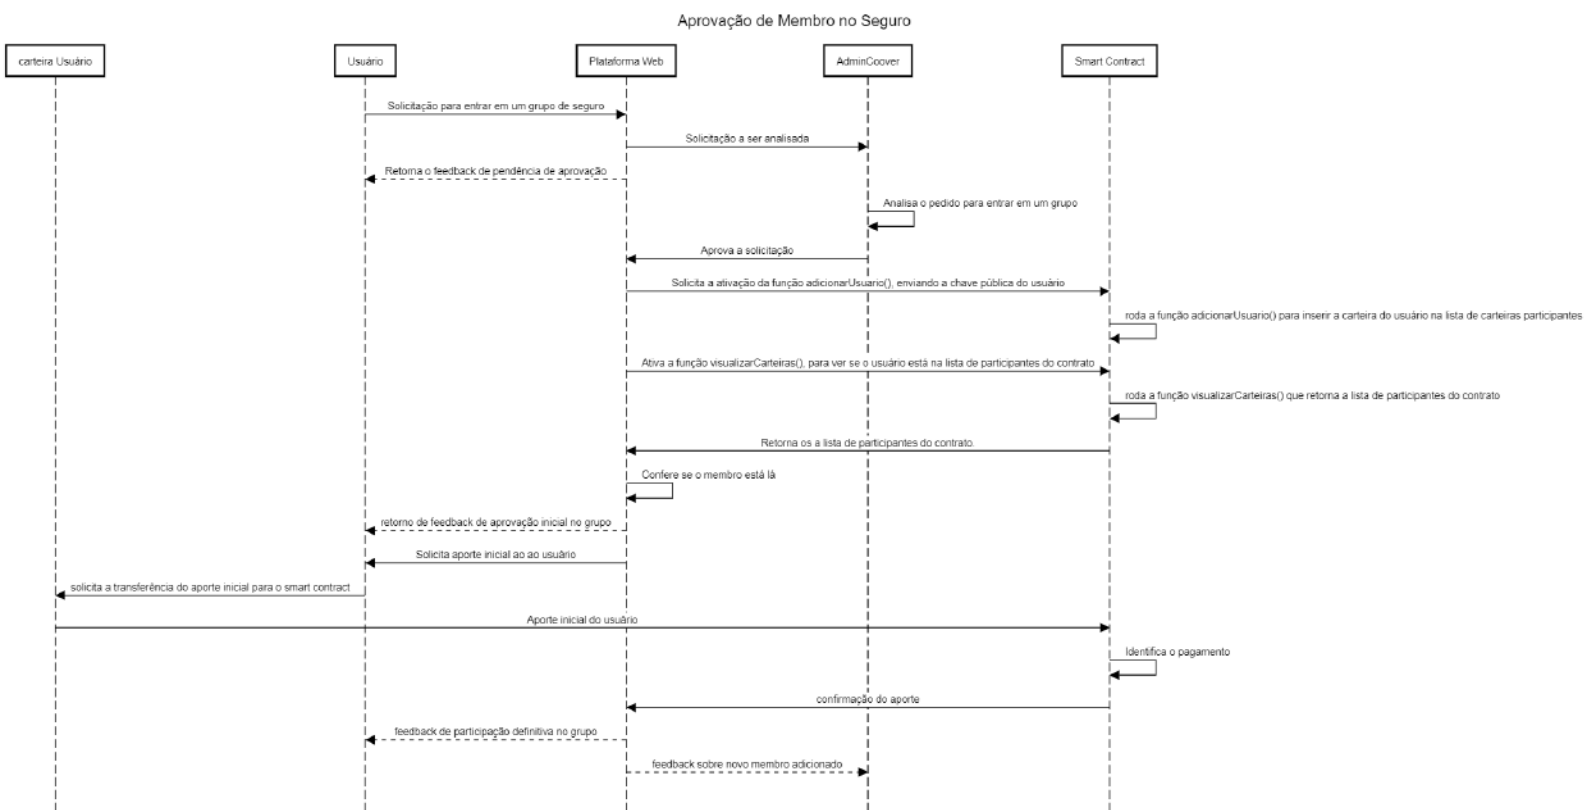 Aprovação de Membro no Seguro
carteira Usuário
Usuário
Plataforma Web
AdminCoover
Smart Contract
Solicitação para entrar em um grupo de seguro
Solicitação a ser analisada
Retorna o feedback de pendência de aprovação
Analisa o pedido para entrar em um grupo
Aprova a solicitação
Solicita a ativação da função adicionarUsuario(), enviando a chave pública do usuário
roda a função adicionarUsuario() para inserir a carteira do usuário na lista de carteiras participantes
Ativa a função visualizarCarteiras(), para ver se o usuário está na lista de participantes do contrato
roda a função visualizarCarteiras() que retorna a lista de participantes do contrato
Retorna os a lista de participantes do contrato.
Confere se o membro está lá
retorno de feedback de aprovação inicial no grupo
Solicita aporte inicial ao ao usuário
solicita a transferência do aporte inicial para o smart contract
Aporte inicial do usuário
Identifica o pagamento
confirmação do aporte
feedback de participação definitiva no grupo
feedback sobre novo membro adicionado